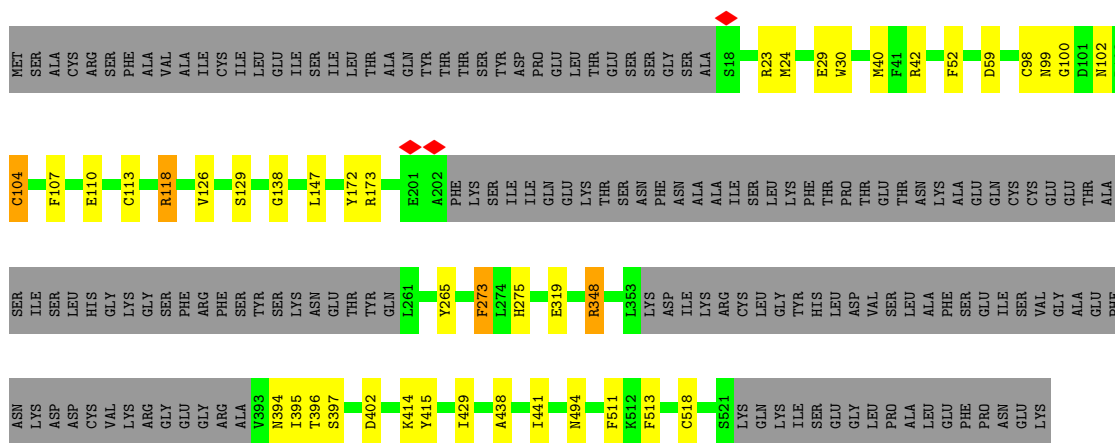 MET SER ALA CYS ARG SER PHE ALA VAL ALA ILE CYS ILE LEU GLU ILE SER ILE LEU THR ALA GLN TYR THR THR SER TYR ASP PRO GLU LEU THR GLU SER SER GLY SER ALA S18 R23 M24 E29 W30 M40 F41 R42 F52 D59 C98 N99 G100 D101 N102
C104 F107 E110 C113 R118 V126 S129 G138 L147 Y172 R173 E201 A202 PHE LYS SER ILE ILE GLN GLU LYS THR SER ASN PHE ASN ALA ALA ILE SER LEU LYS PHE THR PRO THR GLU THR ASN LYS ALA GLU GLN CYS CYS GLU GLU THR ALA
SER ILE SER LEU HIS GLY LYS GLY SER PHE ARG PHE SER TYR SER LYS ASN GLU THR TYR GLN L261 Y265 F273 L274 H275 E319 R348 L353 LYS ASP ILE LYS ARG CYS LEU GLY TYR HIS LEU ASP VAL SER LEU ALA PHE SER GLU ILE SER VAL GLY ALA GLU PHE
ASN LYS ASP ASP CYS VAL LYS ARG GLY GLU GLY ARG ALA V393 N394 I395 T396 S397 D402 K414 Y415 I429 A438 I441 N494 F511 K512 F513 C518 S521 LYS GLN LYS ILE SER GLU GLY LEU PRO ALA LEU GLU PHE PRO ASN GLU LYS